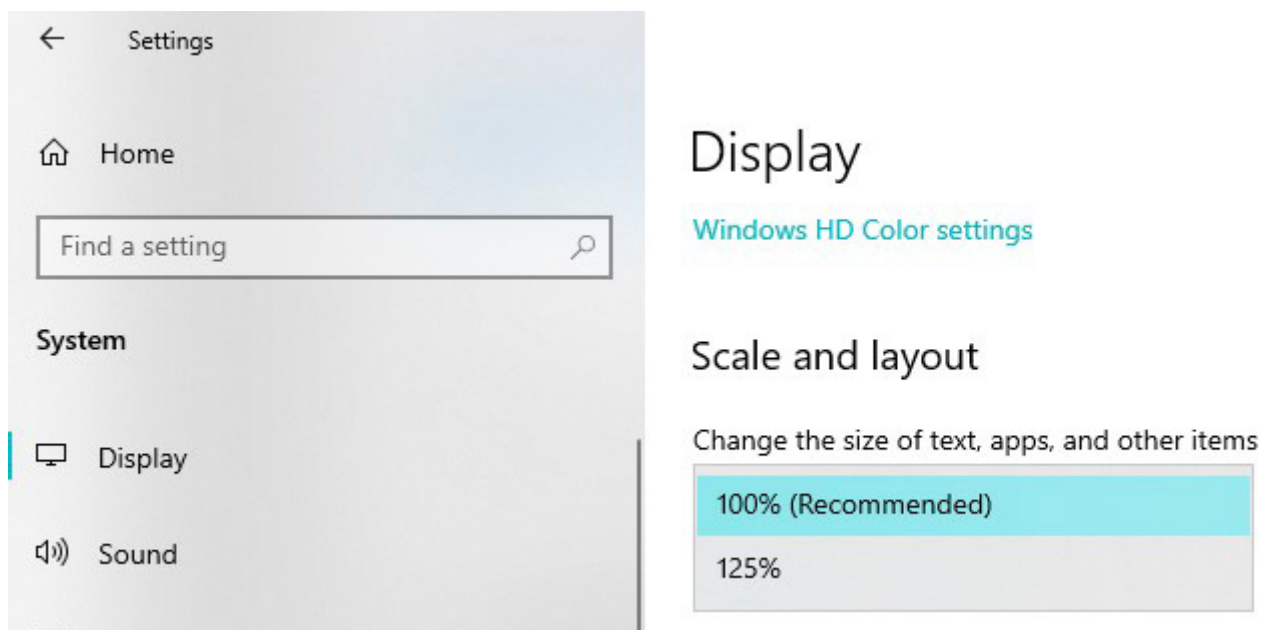 Settings
Home
Find a setting
System
Display
Sound
Display
Windows HD Color settings
Scale and layout
Change the size of text, apps, and other items
100% (Recommended)
125%